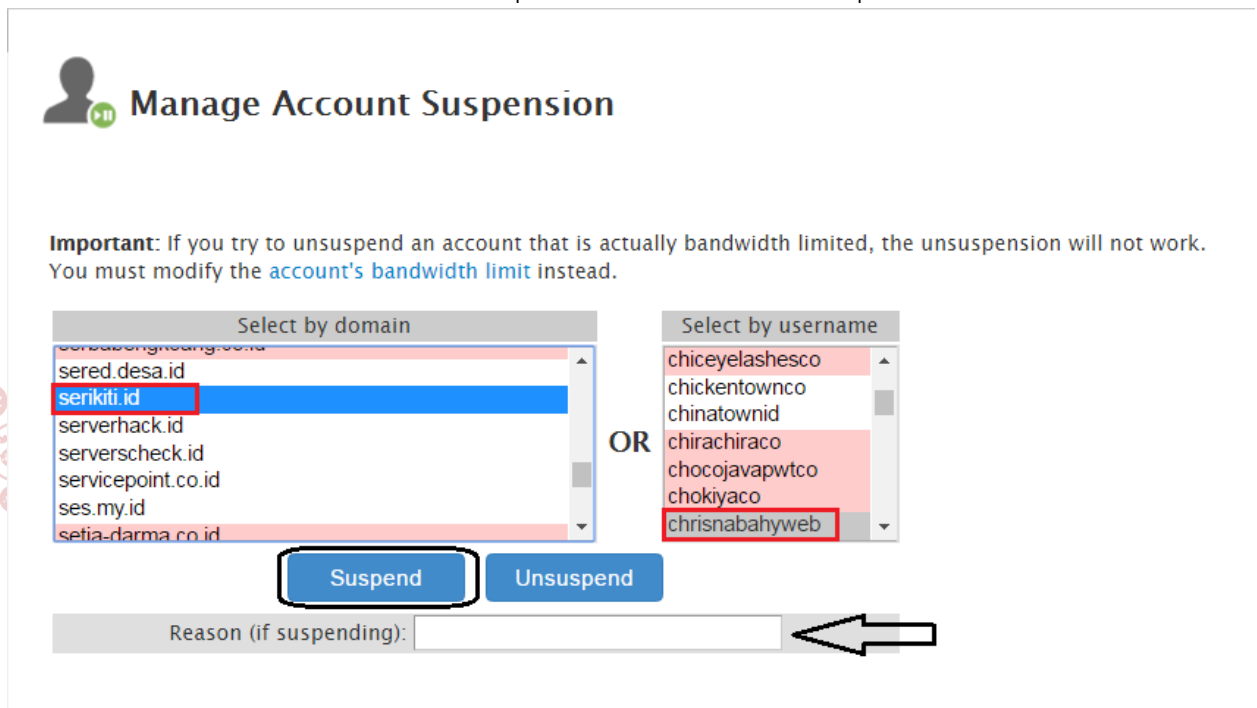 Manage Account Suspension
Important: If you try to unsuspend an account that is actually bandwidth limited, the unsuspension will not work.
You must modify the account's bandwidth limit instead.
Select by domain
sered.desa.id
serikiti.id
serverhack.id
serverscheck.id
servicepoint.co.id
ses.my.id
setia-darma.co.id
OR
Select by username
chiceyelashesco
chickentownco
chinatownid
chirachiraco
chocojavapwtco
chokiyaco
chrisnabahyweb
Suspend
Unsuspend
Reason (if suspending):